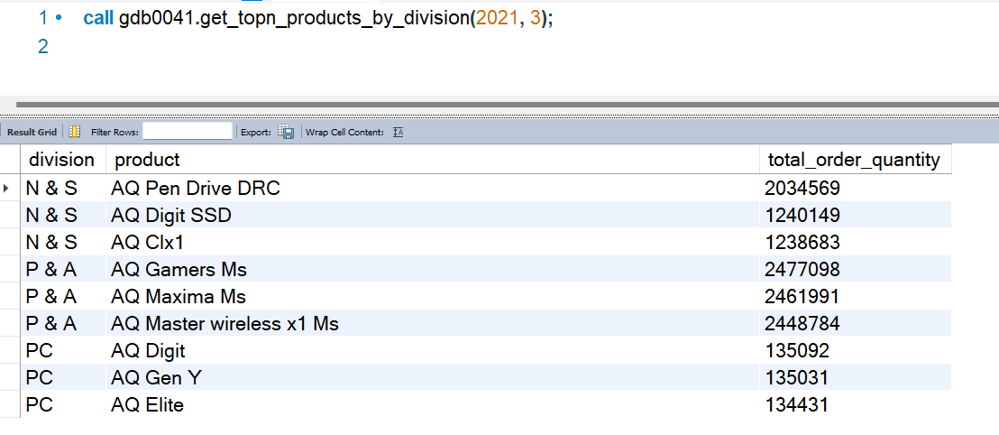 1 call gdb0041.get_topn_products_by_division(2021, 3);
2
Result Grid Filter Rows: Export: Wrap Cell Content: IA
division product total_order_quantity
N & S AQ Pen Drive DRC 2034569
N & S AQ Digit SSD 1240149
N & S AQ Clx1 1238683
P & A AQ Gamers Ms 2477098
P & A AQ Maxima Ms 2461991
P & A AQ Master wireless x1 Ms 2448784
PC AQ Digit 135092
PC AQ Gen Y 135031
PC AQ Elite 134431